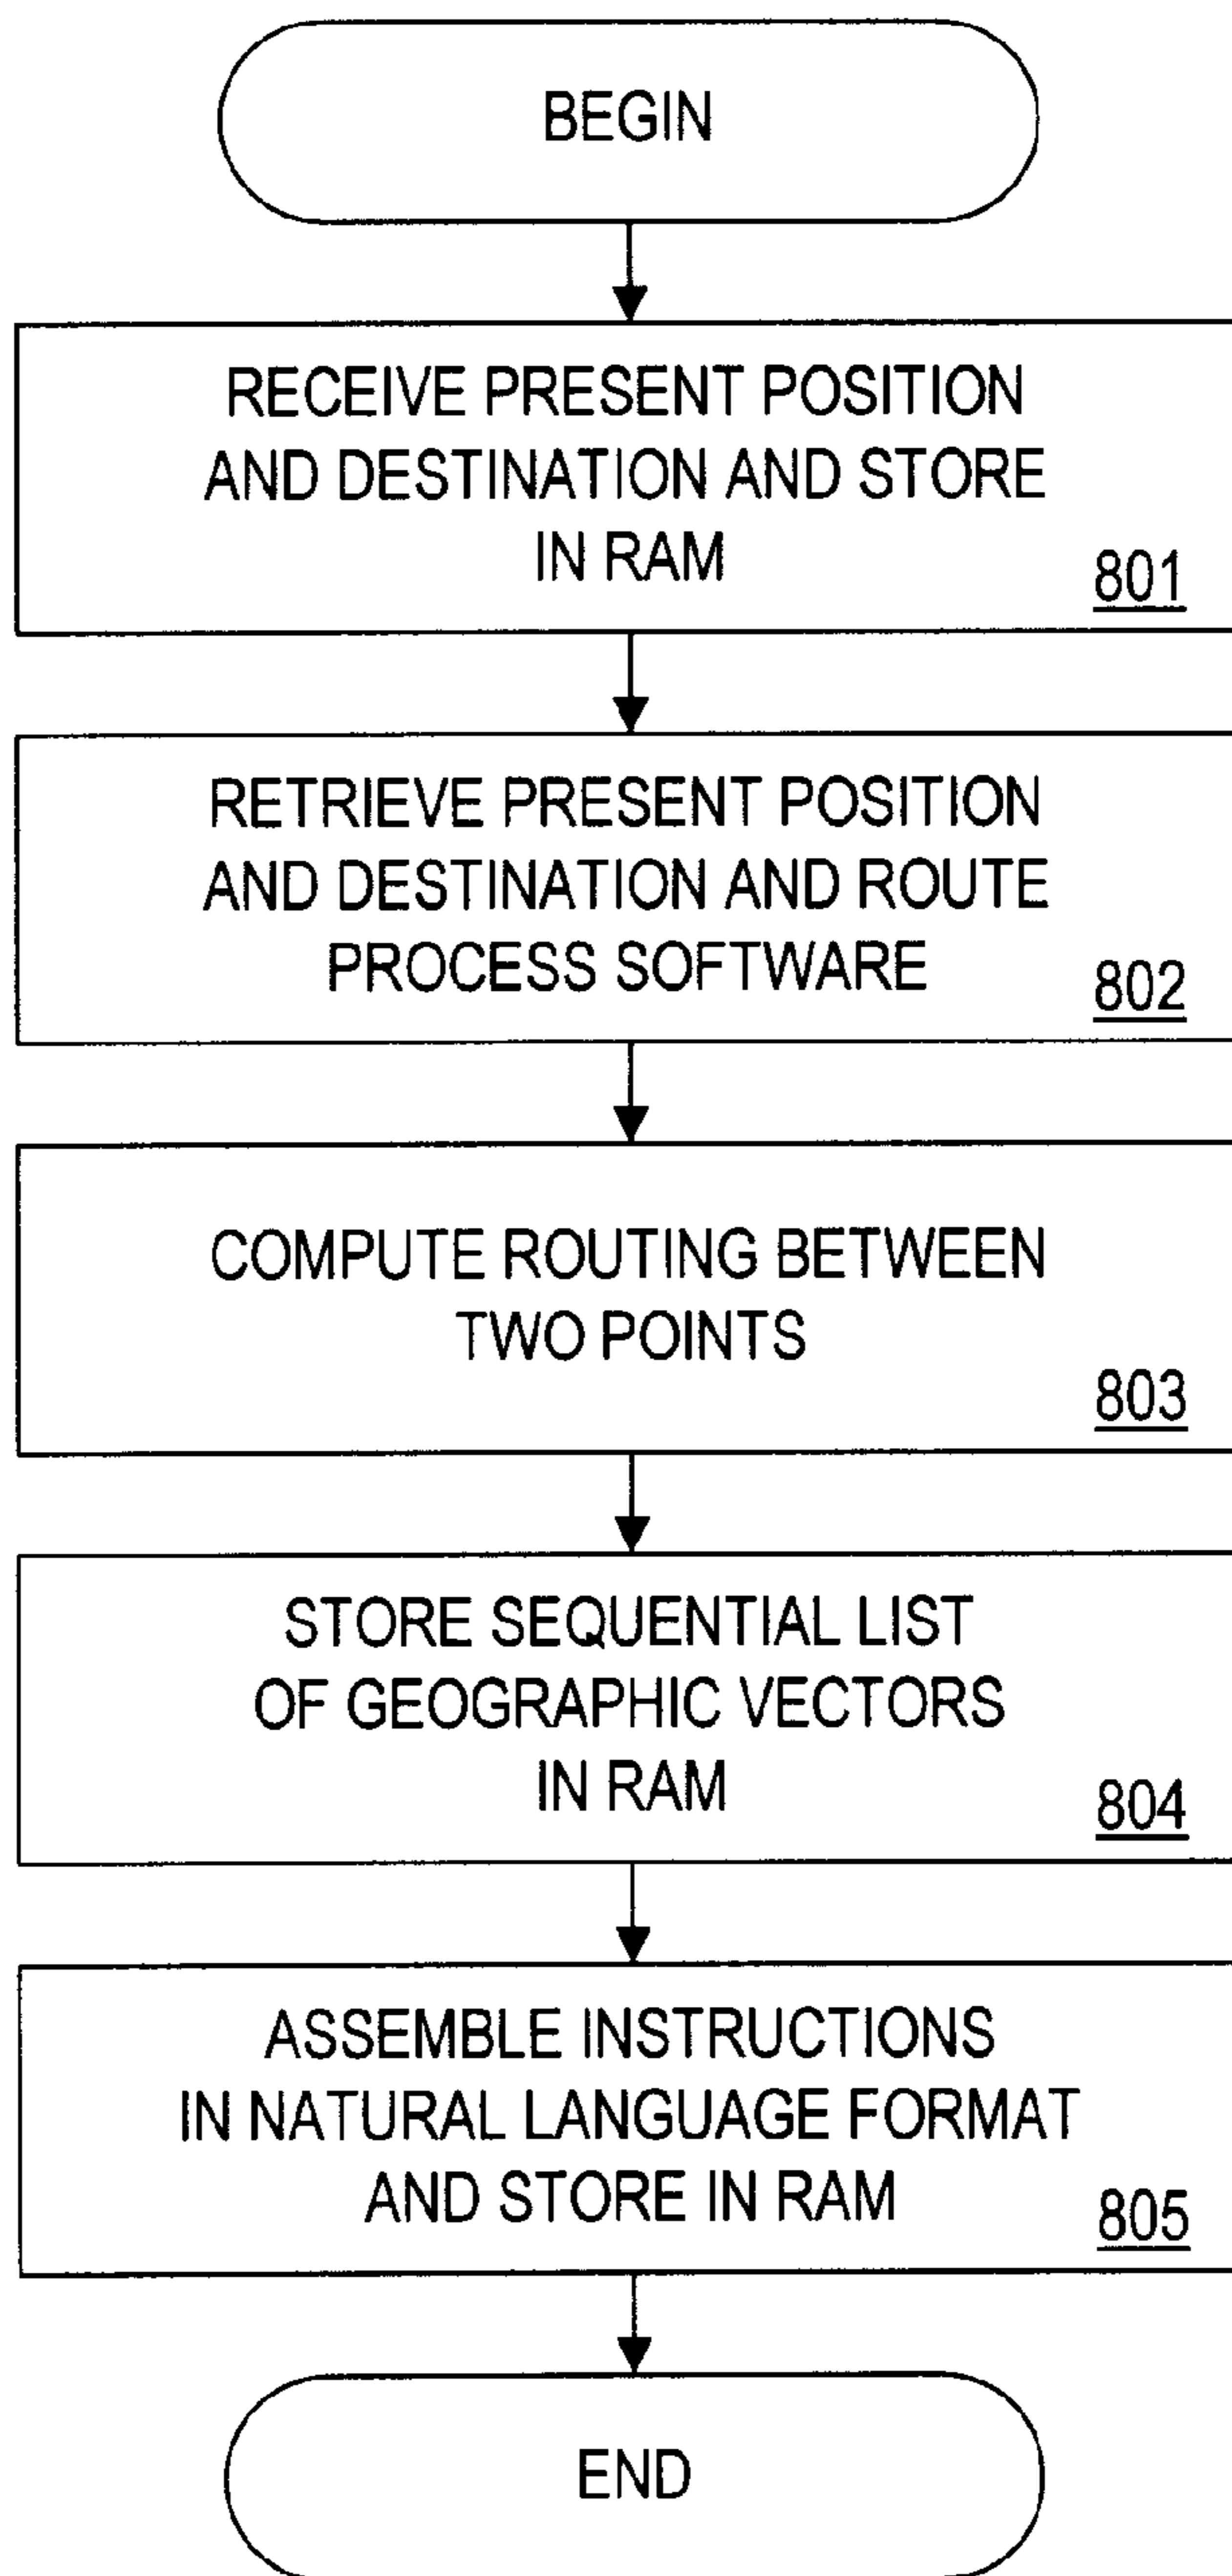 BEGIN
RECEIVE PRESENT POSITION
AND DESTINATION AND STORE
IN RAM
801
RETRIEVE PRESENT POSITION
AND DESTINATION AND ROUTE
PROCESS SOFTWARE
802
COMPUTE ROUTING BETWEEN
TWO POINTS
803
STORE SEQUENTIAL LIST
OF GEOGRAPHIC VECTORS
IN RAM
804
ASSEMBLE INSTRUCTIONS
IN NATURAL LANGUAGE FORMAT
AND STORE IN RAM
805
END